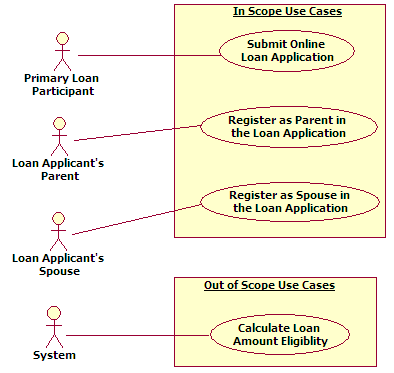 In Scope Use Cases
Submit Online
Loan Application
Primary Loan
Participant
Register as Parent in
the Loan Application
Loan Applicant's
Parent
Register as Spouse in
the Loan Application
Loan Applicant's
Spouse
Out of Scope Use Cases
Calculate Loan
Amount Eligiblity
System